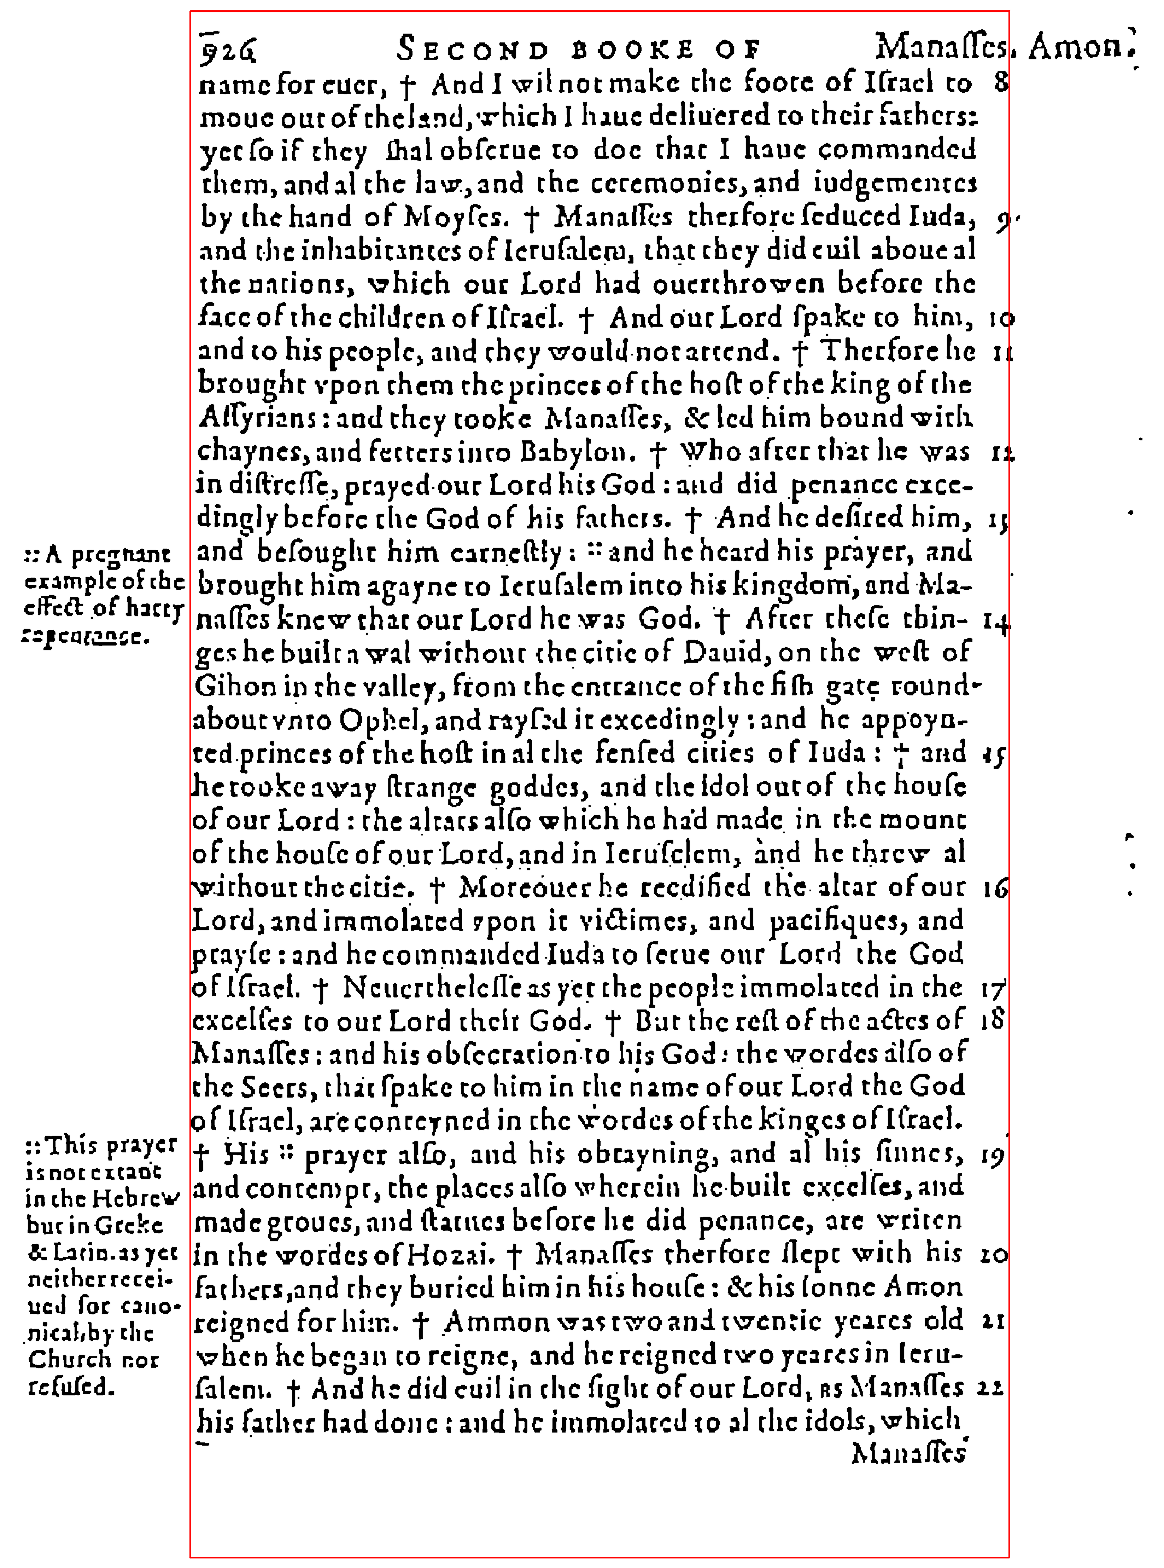 926 SECOND BOOKE OF Manaſſes. Amon.
name for euer, † And I wil not make the foote of Iſrael to 8
moue out of the land, which I haue deliuered to their fathers:
yet ſo if they ſhal obſerue to doe that I haue commanded
them, and al the law, and the ceremonies, and iudgementes
by the hand of Moyſes. † Manaſſes therfore ſeduced Iuda, 9
and the inhabitantes of Ieruſalem, that they did euil aboue al
the nations, which our Lord had ouerthrowen before the
face of the children of Iſrael. † And our Lord ſpake to him, 10
and to his people, and they would not attend. † Therfore he 11
brought vpon them the princes of the hoſt of the king of the
Aſſyrians: and they tooke Manaſſes, & led him bound with
chaynes, and fetters into Babylon. † Who after that he was 12
in diſtreſſe, prayed our Lord his God: and did penance exce-
dingly before the God of his fathers. † And he deſired him, 13
and beſought him earneſtly: :: and he heard his prayer, and
brought him agayne to Ieruſalem into his kingdom, and Ma-
naſſes knew that our Lord he was God. † After theſe thin- 14
ges he built a wal without the citie of Dauid, on the weſt of
Gihon in the valley, from the entrance of the fiſh gate round
about vnto Ophel, and rayſed it excedingly: and he appoyn-
ted princes of the hoſt in al the fenſed cities of Iuda: † and 15
he tooke away ſtrange goddes, and the idol out of the houſe
of our Lord: the altars alſo which he had made in the mount
of the houſe of our Lord, and in Ieruſelem, and he threw al
without the citie. † Moreouer he reedified the altar of our 16
Lord, and immolated vpon it victimes, and pacifiques, and
prayſe: and he commanded Iuda to ſerue our Lord the God
of Iſrael. † Neuertheleſſe as yet the people immolated in the 17
excelſes to our Lord their God. † But the reſt of the actes of 18
Manaſſes: and his obſecration to his God: the wordes alſo of
the Seers, that ſpake to him in the name of our Lord the God
of Iſrael, are conteyned in the wordes of the kinges of Iſrael.
† His :: prayer alſo, and his obtayning, and al his ſinnes, 19
and contempt, the places alſo wherein he built excelſes, and
made groues, and ſtatues before he did penance, are writen
in the wordes of Hozai. † Manaſſes therfore ſlept with his 20
fathers, and they buried him in his houſe: & his ſonne Amon
reigned for him. † Ammon was two and twentie yeares old 21
when he began to reigne, and he reigned two yeares in Ieru-
ſalem. † And he did euil in the ſight of our Lord, as Manaſſes 22
his father had done: and he immolated to al the idols, which
Manaſſes
:: A pregnant
example of the
effect of harty
repentance.
:: This prayer
is not extant
in the Hebrew
but in Greke
& Latin. as yet
neither recei-
ued for cano-
nical, by the
Church nor
refuſed.